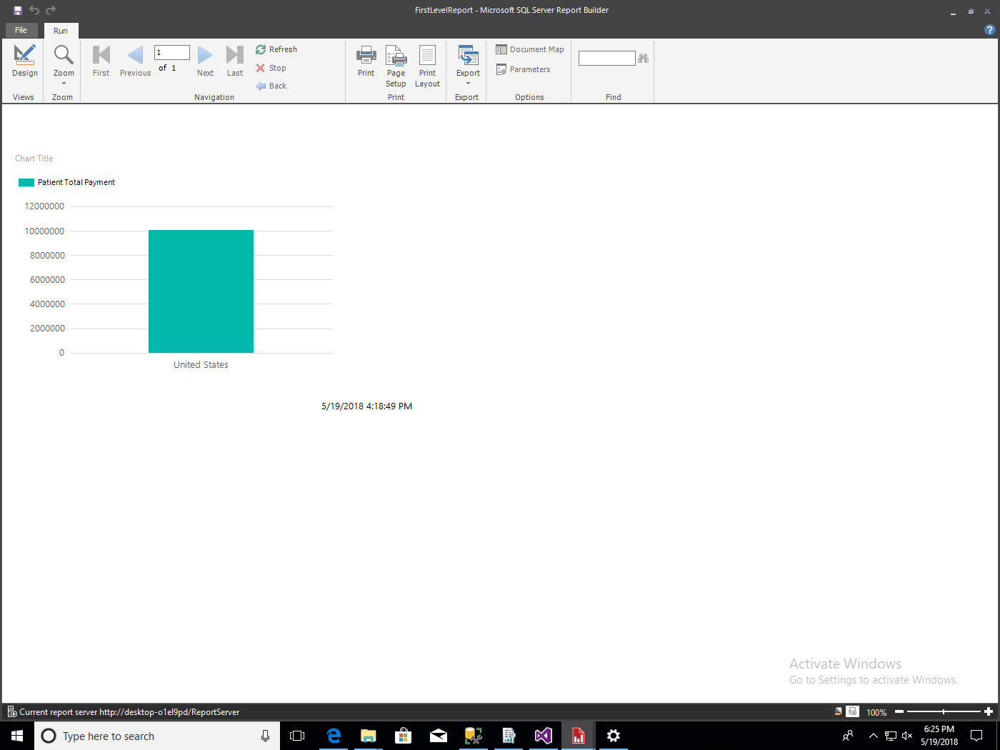 FirstLevelReport - Microsoft SQL Server Report Builder
File
Run
Design
Views
Zoom
Zoom
First
Previous
1
of 1
Next
Last
Refresh
Stop
Back
Navigation
Print
Page
Setup
Print
Layout
Print
Export
Export
Document Map
Parameters
Options
Find
Chart Title
Patient Total Payment
12000000
10000000
8000000
6000000
4000000
2000000
0
United States
5/19/2018 4:18:49 PM
Activate Windows
Go to Settings to activate Windows.
Current report server http://desktop-o1el9pd/ReportServer
100%
Type here to search
6:25 PM
5/19/2018